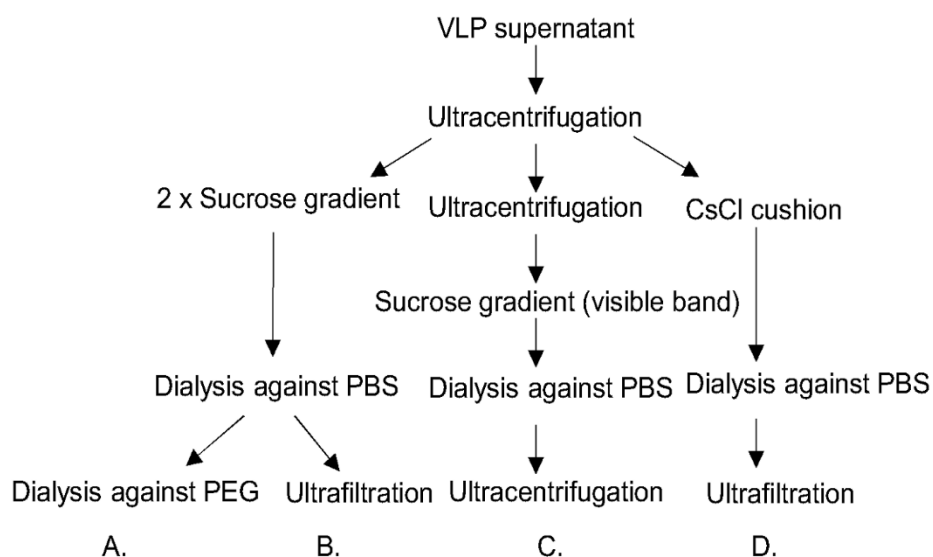 VLP supernatant
Ultracentrifugation
2 x Sucrose gradient
Ultracentrifugation
CsCl cushion
Sucrose gradient (visible band)
Dialysis against PBS
Dialysis against PBS
Dialysis against PBS
Dialysis against PEG
Ultrafiltration
Ultracentrifugation
Ultrafiltration
A.
B.
C.
D.